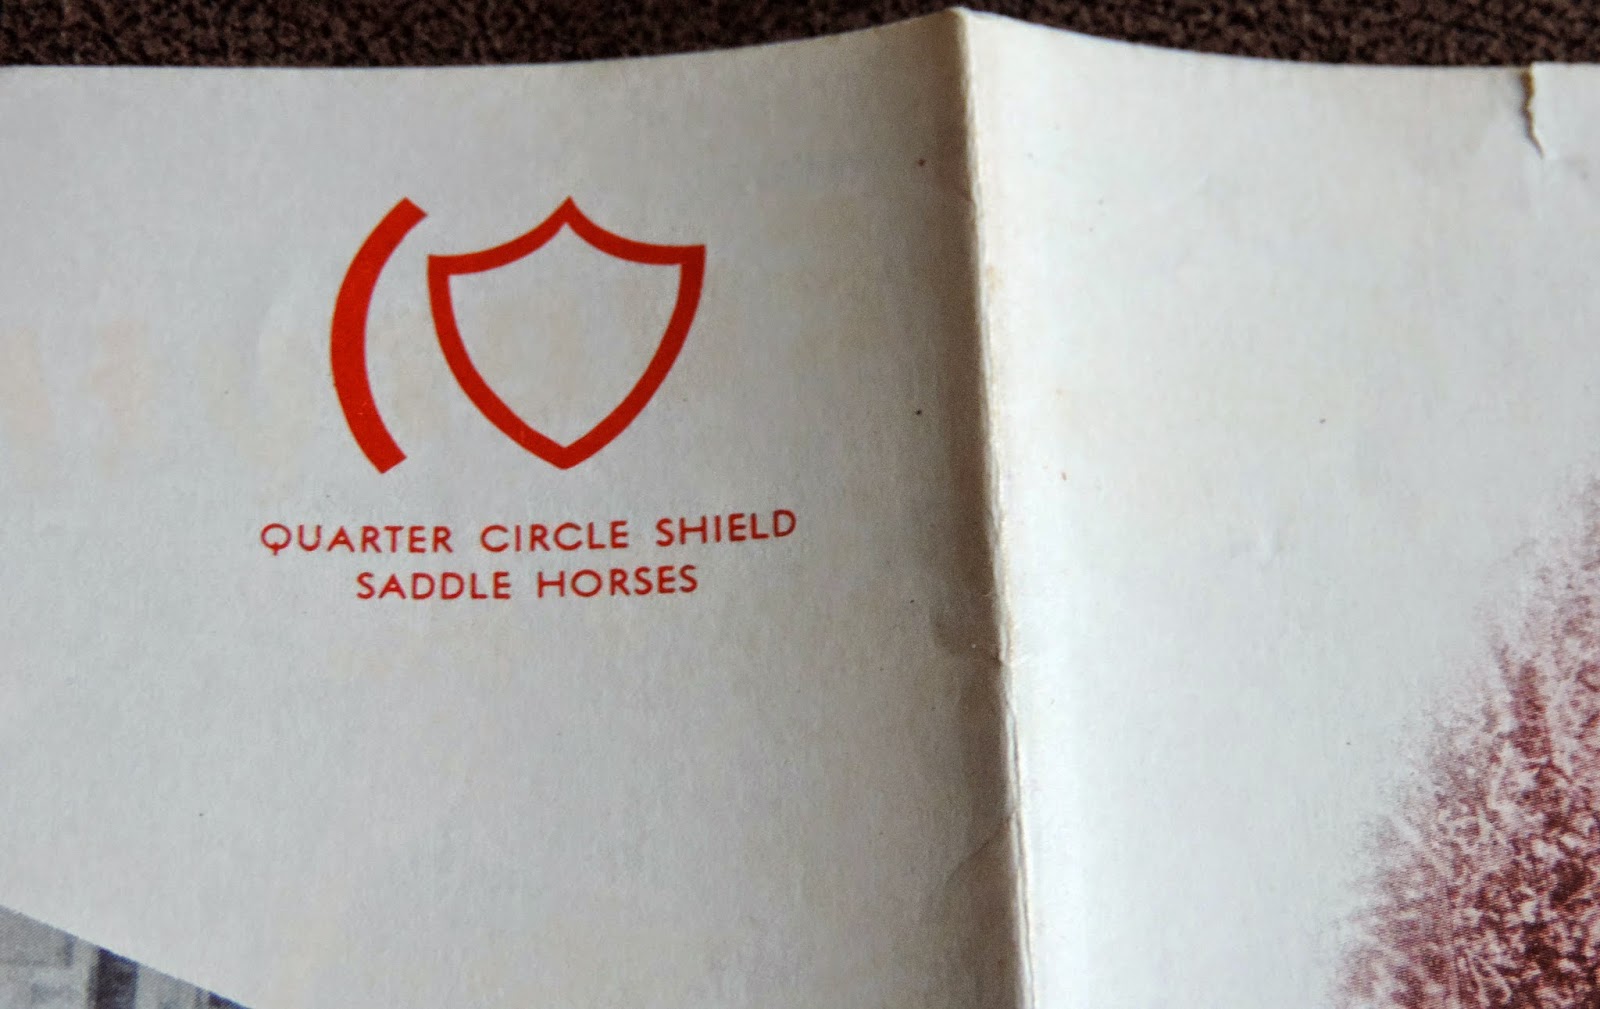 QUARTER CIRCLE SHIELD
SADDLE HORSES